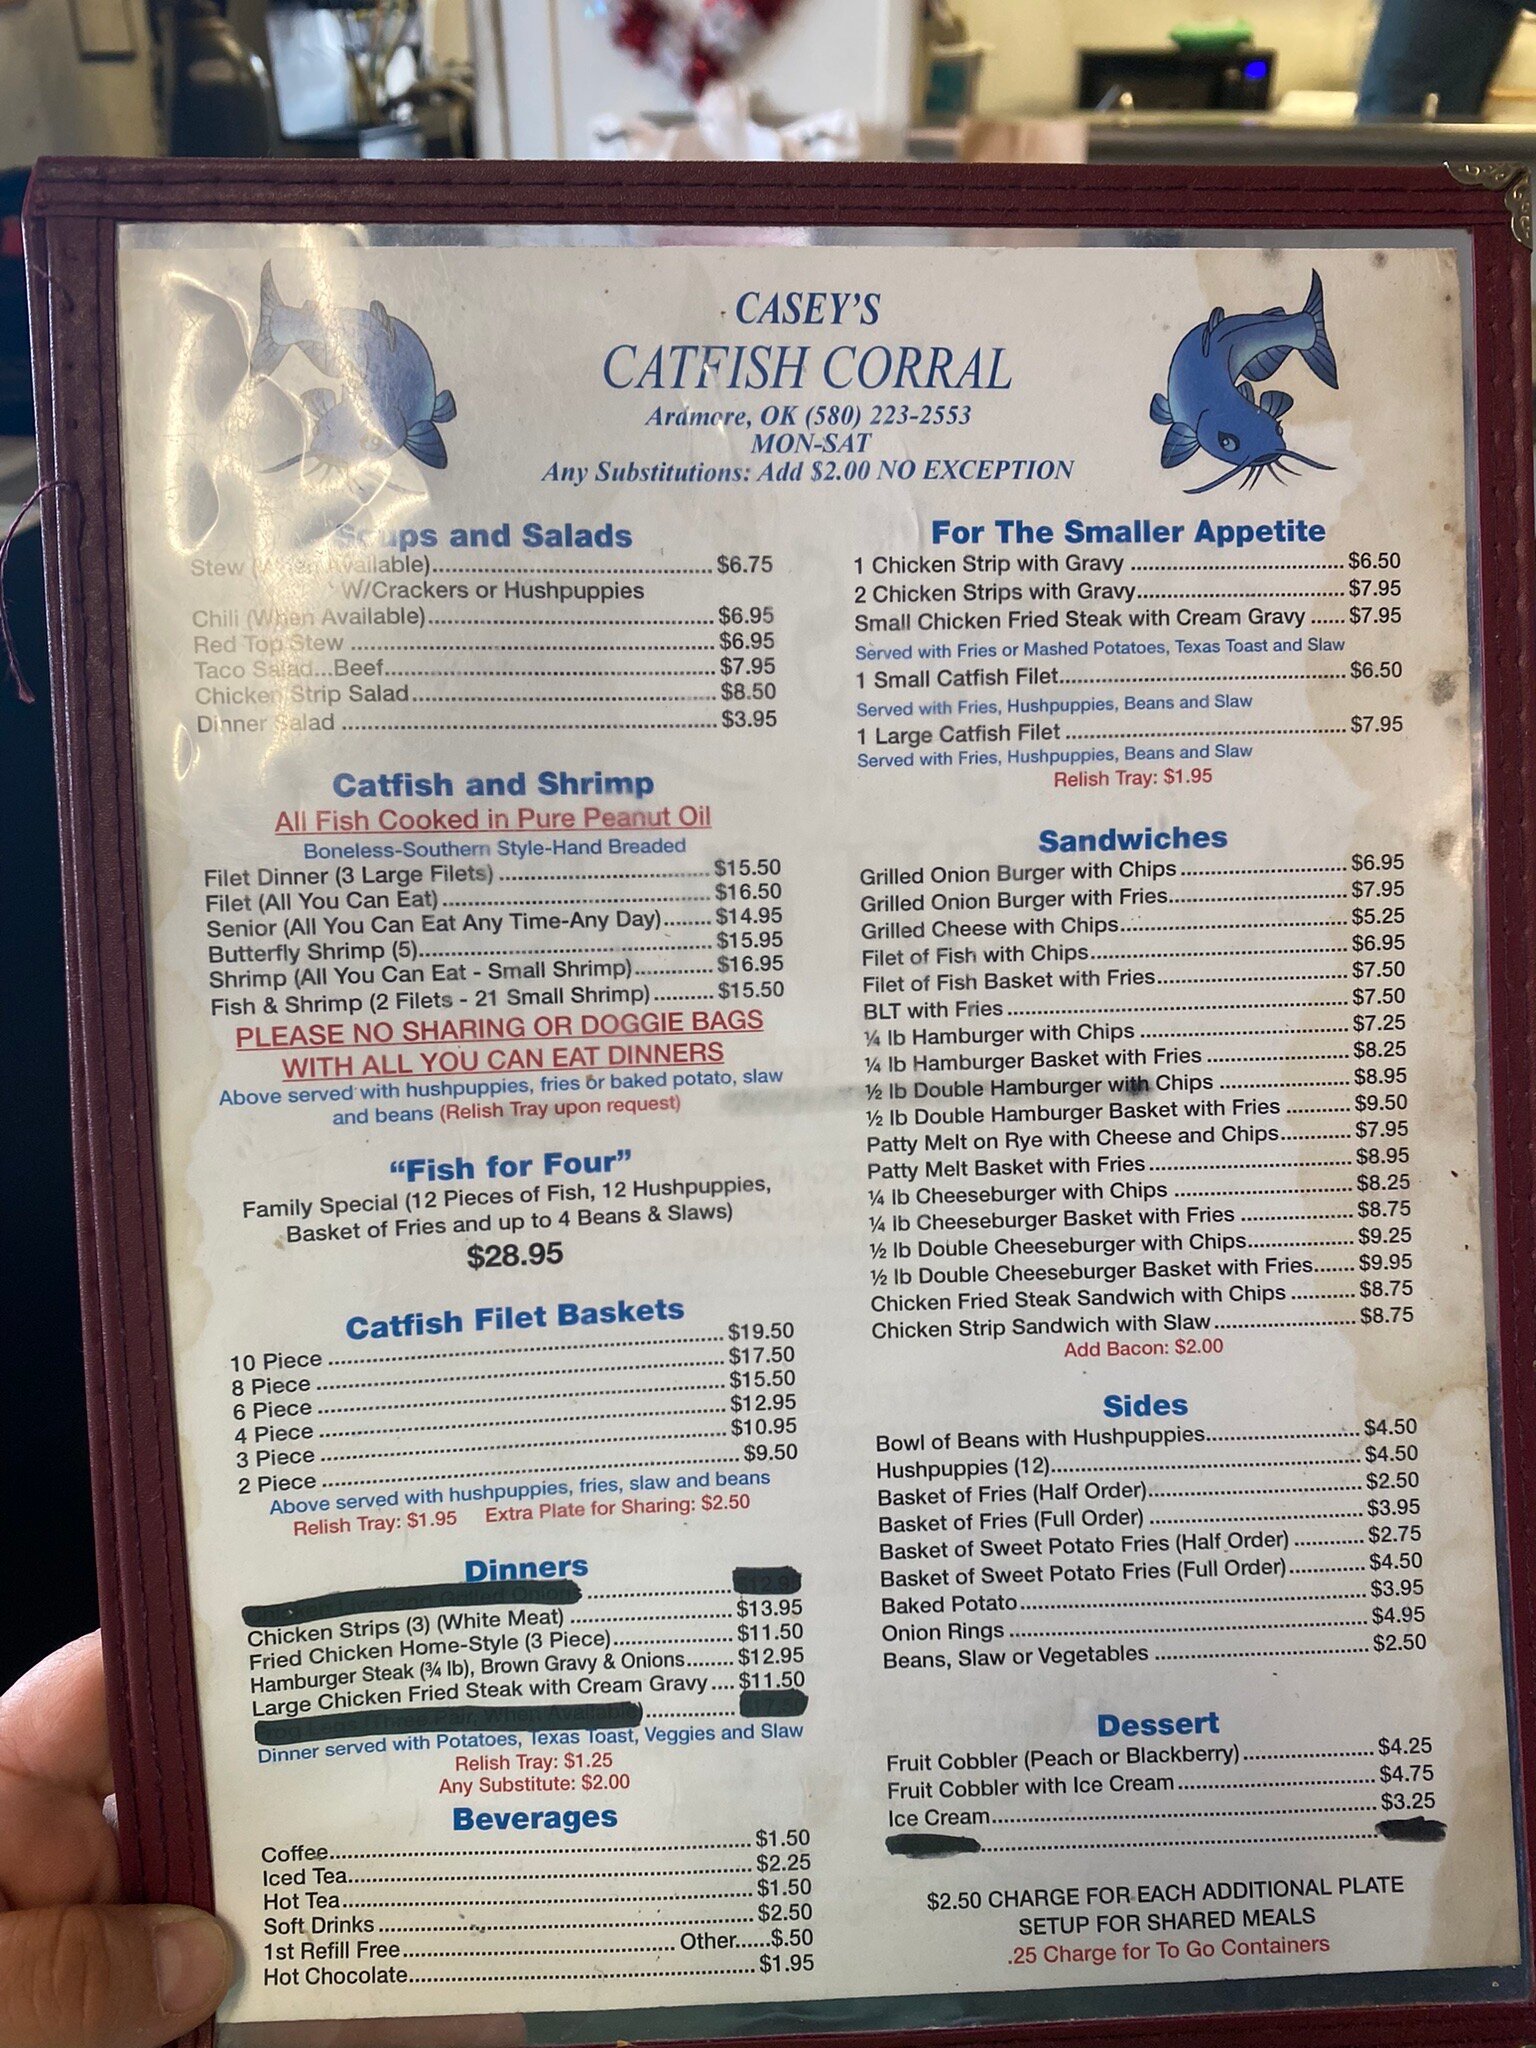 CASEY'S
CATFISH CORRAL
Ardmore, OK (580) 223-2553
MON-SAT
Any Substitutions: Add $2.00 NO EXCEPTION
Soups and Salads
Stew (When Available)..... $6.75
W/Crackers or Hushpuppies
Chili (When Available)..... $6.95
Red Top Stew ..... $6.95
Taco Salad...Beef..... $7.95
Chicken Strip Salad..... $8.50
Dinner Salad ..... $3.95
Catfish and Shrimp
All Fish Cooked in Pure Peanut Oil
Boneless-Southern Style-Hand Breaded
Filet Dinner (3 Large Filets) ..... $15.50
Filet (All You Can Eat)..... $16.50
Senior (All You Can Eat Any Time-Any Day)..... $14.95
Butterfly Shrimp (5)..... $15.95
Shrimp (All You Can Eat - Small Shrimp)..... $16.95
Fish & Shrimp (2 Filets - 21 Small Shrimp) ..... $15.50
PLEASE NO SHARING OR DOGGIE BAGS
WITH ALL YOU CAN EAT DINNERS
Above served with hushpuppies, fries or baked potato, slaw
and beans (Relish Tray upon request)
"Fish for Four"
Family Special (12 Pieces of Fish, 12 Hushpuppies,
Basket of Fries and up to 4 Beans & Slaws)
$28.95
Catfish Filet Baskets
10 Piece ..... $19.50
8 Piece ..... $17.50
6 Piece ..... $15.50
4 Piece ..... $12.95
3 Piece ..... $10.95
2 Piece ..... $9.50
Above served with hushpuppies, fries, slaw and beans
Relish Tray: $1.95 Extra Plate for Sharing: $2.50
Dinners
Chicken Liver and Grilled Onions .....
Chicken Strips (3) (White Meat) ..... $13.95
Fried Chicken Home-Style (3 Piece)..... $11.50
Hamburger Steak (¾ lb), Brown Gravy & Onions..... $12.95
Large Chicken Fried Steak with Cream Gravy .... $11.50
Frog Legs When Available) .....
Dinner served with Potatoes, Texas Toast, Veggies and Slaw
Relish Tray: $1.25
Any Substitute: $2.00
Beverages
Coffee..... $1.50
Iced Tea..... $2.25
Hot Tea..... $1.50
Soft Drinks ..... $2.50
1st Refill Free..... Other......$.50
Hot Chocolate..... $1.95
For The Smaller Appetite
1 Chicken Strip with Gravy ..... $6.50
2 Chicken Strips with Gravy..... $7.95
Small Chicken Fried Steak with Cream Gravy ...... $7.95
Served with Fries or Mashed Potatoes, Texas Toast and Slaw
1 Small Catfish Filet..... $6.50
Served with Fries, Hushpuppies, Beans and Slaw
1 Large Catfish Filet ..... $7.95
Served with Fries, Hushpuppies, Beans and Slaw
Relish Tray: $1.95
Sandwiches
Grilled Onion Burger with Chips ..... $6.95
Grilled Onion Burger with Fries..... $7.95
Grilled Cheese with Chips..... $5.25
Filet of Fish with Chips..... $6.95
Filet of Fish Basket with Fries..... $7.50
BLT with Fries ..... $7.50
¼ lb Hamburger with Chips ..... $7.25
¼ lb Hamburger Basket with Fries ..... $8.25
½ lb Double Hamburger with Chips ..... $8.95
½ lb Double Hamburger Basket with Fries ..... $9.50
Patty Melt on Rye with Cheese and Chips..... $7.95
Patty Melt Basket with Fries ..... $8.95
¼ lb Cheeseburger with Chips ..... $8.25
¼ lb Cheeseburger Basket with Fries ..... $8.75
½ lb Double Cheeseburger with Chips..... $9.25
½ lb Double Cheeseburger Basket with Fries....... $9.95
Chicken Fried Steak Sandwich with Chips ..... $8.75
Chicken Strip Sandwich with Slaw..... $8.75
Add Bacon: $2.00
Sides
Bowl of Beans with Hushpuppies..... $4.50
Hushpuppies (12)..... $4.50
Basket of Fries (Half Order)..... $2.50
Basket of Fries (Full Order) ..... $3.95
Basket of Sweet Potato Fries (Half Order) ..... $2.75
Basket of Sweet Potato Fries (Full Order)..... $4.50
Baked Potato..... $3.95
Onion Rings ..... $4.95
Beans, Slaw or Vegetables ..... $2.50
Dessert
Fruit Cobbler (Peach or Blackberry)..... $4.25
Fruit Cobbler with Ice Cream ..... $4.75
Ice Cream..... $3.25
$2.50 CHARGE FOR EACH ADDITIONAL PLATE
SETUP FOR SHARED MEALS
.25 Charge for To Go Containers